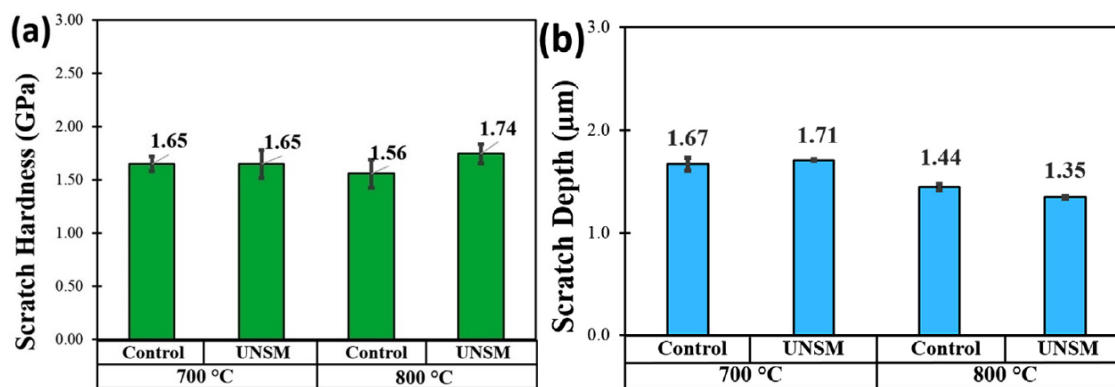 (a)
Scratch Hardness (GPa)
3.00
2.50
2.00
1.50
1.00
0.50
0.00
1.65
1.65
1.56
1.74
Control UNSM Control UNSM
700 °C 800 °C
(b)
Scratch Depth (µm)
3.0
2.0
1.0
0.0
1.67
1.71
1.44
1.35
Control UNSM Control UNSM
700 °C 800 °C